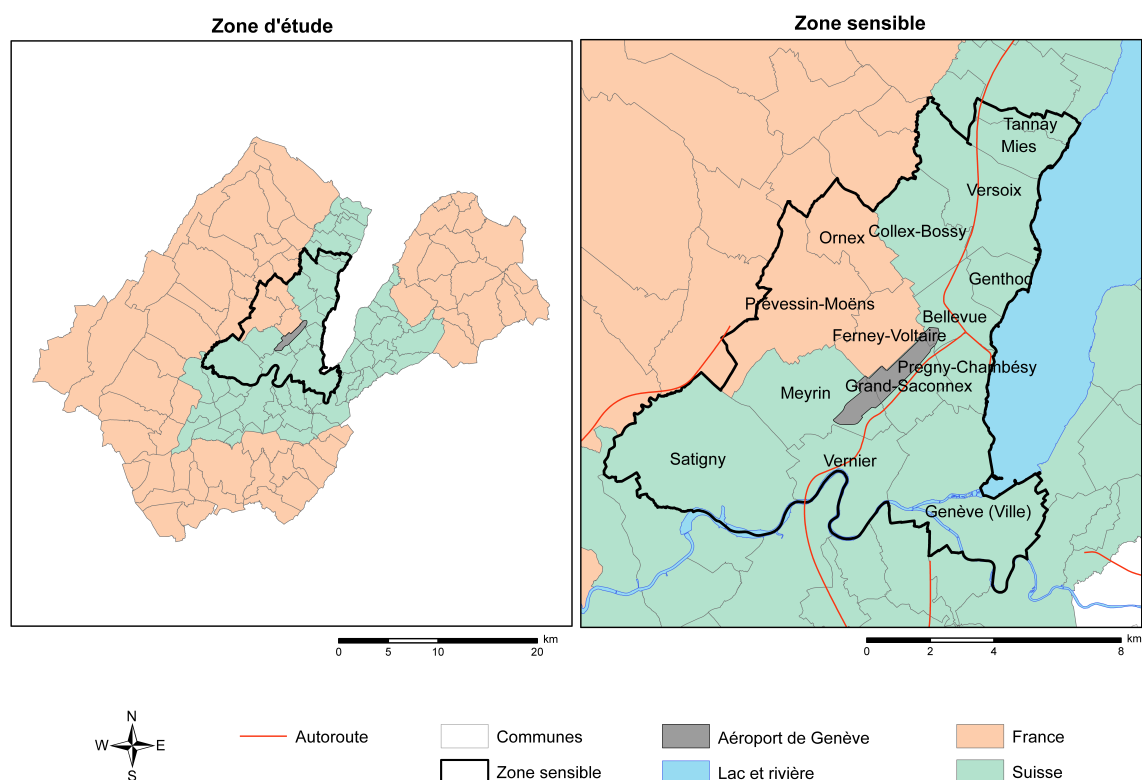 Zone d'étude
Zone sensible
Tannay
Mies
Versoix
Ornex
Collex-Bossy
Genthod
Prévessin-Moëns
Bellevue
Ferney-Voltaire
Pregny-Chambésy
Grand-Saconnex
Meyrin
Satigny
Vernier
Genève (Ville)
km
0 5 10 20
km
0 2 4 8
N
W E
S
Autoroute
Communes
Zone sensible
Aéroport de Genève
Lac et rivière
France
Suisse